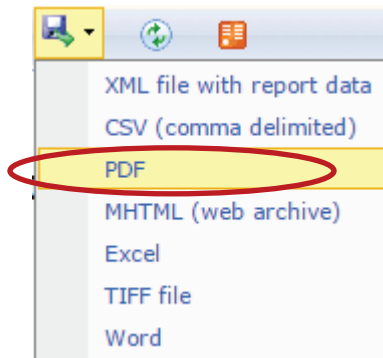 XML file with report data
CSV (comma delimited)
PDF
MHTML (web archive)
Excel
TIFF file
Word